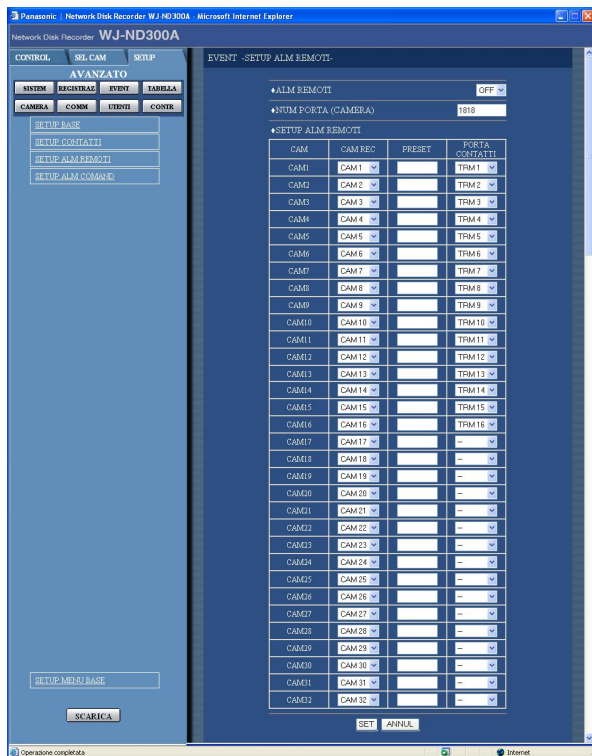 Panasonic | Network Disk Recorder WJ-ND300A - Microsoft Internet Explorer
Network Disk Recorder WJ-ND300A
CONTROL SEL CAM SETUP
AVANZATO
SISTEM REGISTRAZ EVENT TABELLA
CAMERA COMM UTENTI CONTR
SETUP BASE
SETUP CONTATTI
SETUP ALM REMOTI
SETUP ALM COMAND
SETUP MENU BASE
SCARICA
EVENT -SETUP ALM REMOTI-
♦ALM REMOTI OFF
♦NUM PORTA (CAMERA) 1818
♦SETUP ALM REMOTI
CAM CAM REC PRESET PORTA CONTATTI
CAM1 CAM 1 TRM 1
CAM2 CAM 2 TRM 2
CAM3 CAM 3 TRM 3
CAM4 CAM 4 TRM 4
CAM5 CAM 5 TRM 5
CAM6 CAM 6 TRM 6
CAM7 CAM 7 TRM 7
CAM8 CAM 8 TRM 8
CAM9 CAM 9 TRM 9
CAM10 CAM 10 TRM 10
CAM11 CAM 11 TRM 11
CAM12 CAM 12 TRM 12
CAM13 CAM 13 TRM 13
CAM14 CAM 14 TRM 14
CAM15 CAM 15 TRM 15
CAM16 CAM 16 TRM 16
CAM17 CAM 17 --
CAM18 CAM 18 --
CAM19 CAM 19 --
CAM20 CAM 20 --
CAM21 CAM 21 --
CAM22 CAM 22 --
CAM23 CAM 23 --
CAM24 CAM 24 --
CAM25 CAM 25 --
CAM26 CAM 26 --
CAM27 CAM 27 --
CAM28 CAM 28 --
CAM29 CAM 29 --
CAM30 CAM 30 --
CAM31 CAM 31 --
CAM32 CAM 32 --
SET ANNUL
Operazione completata Internet